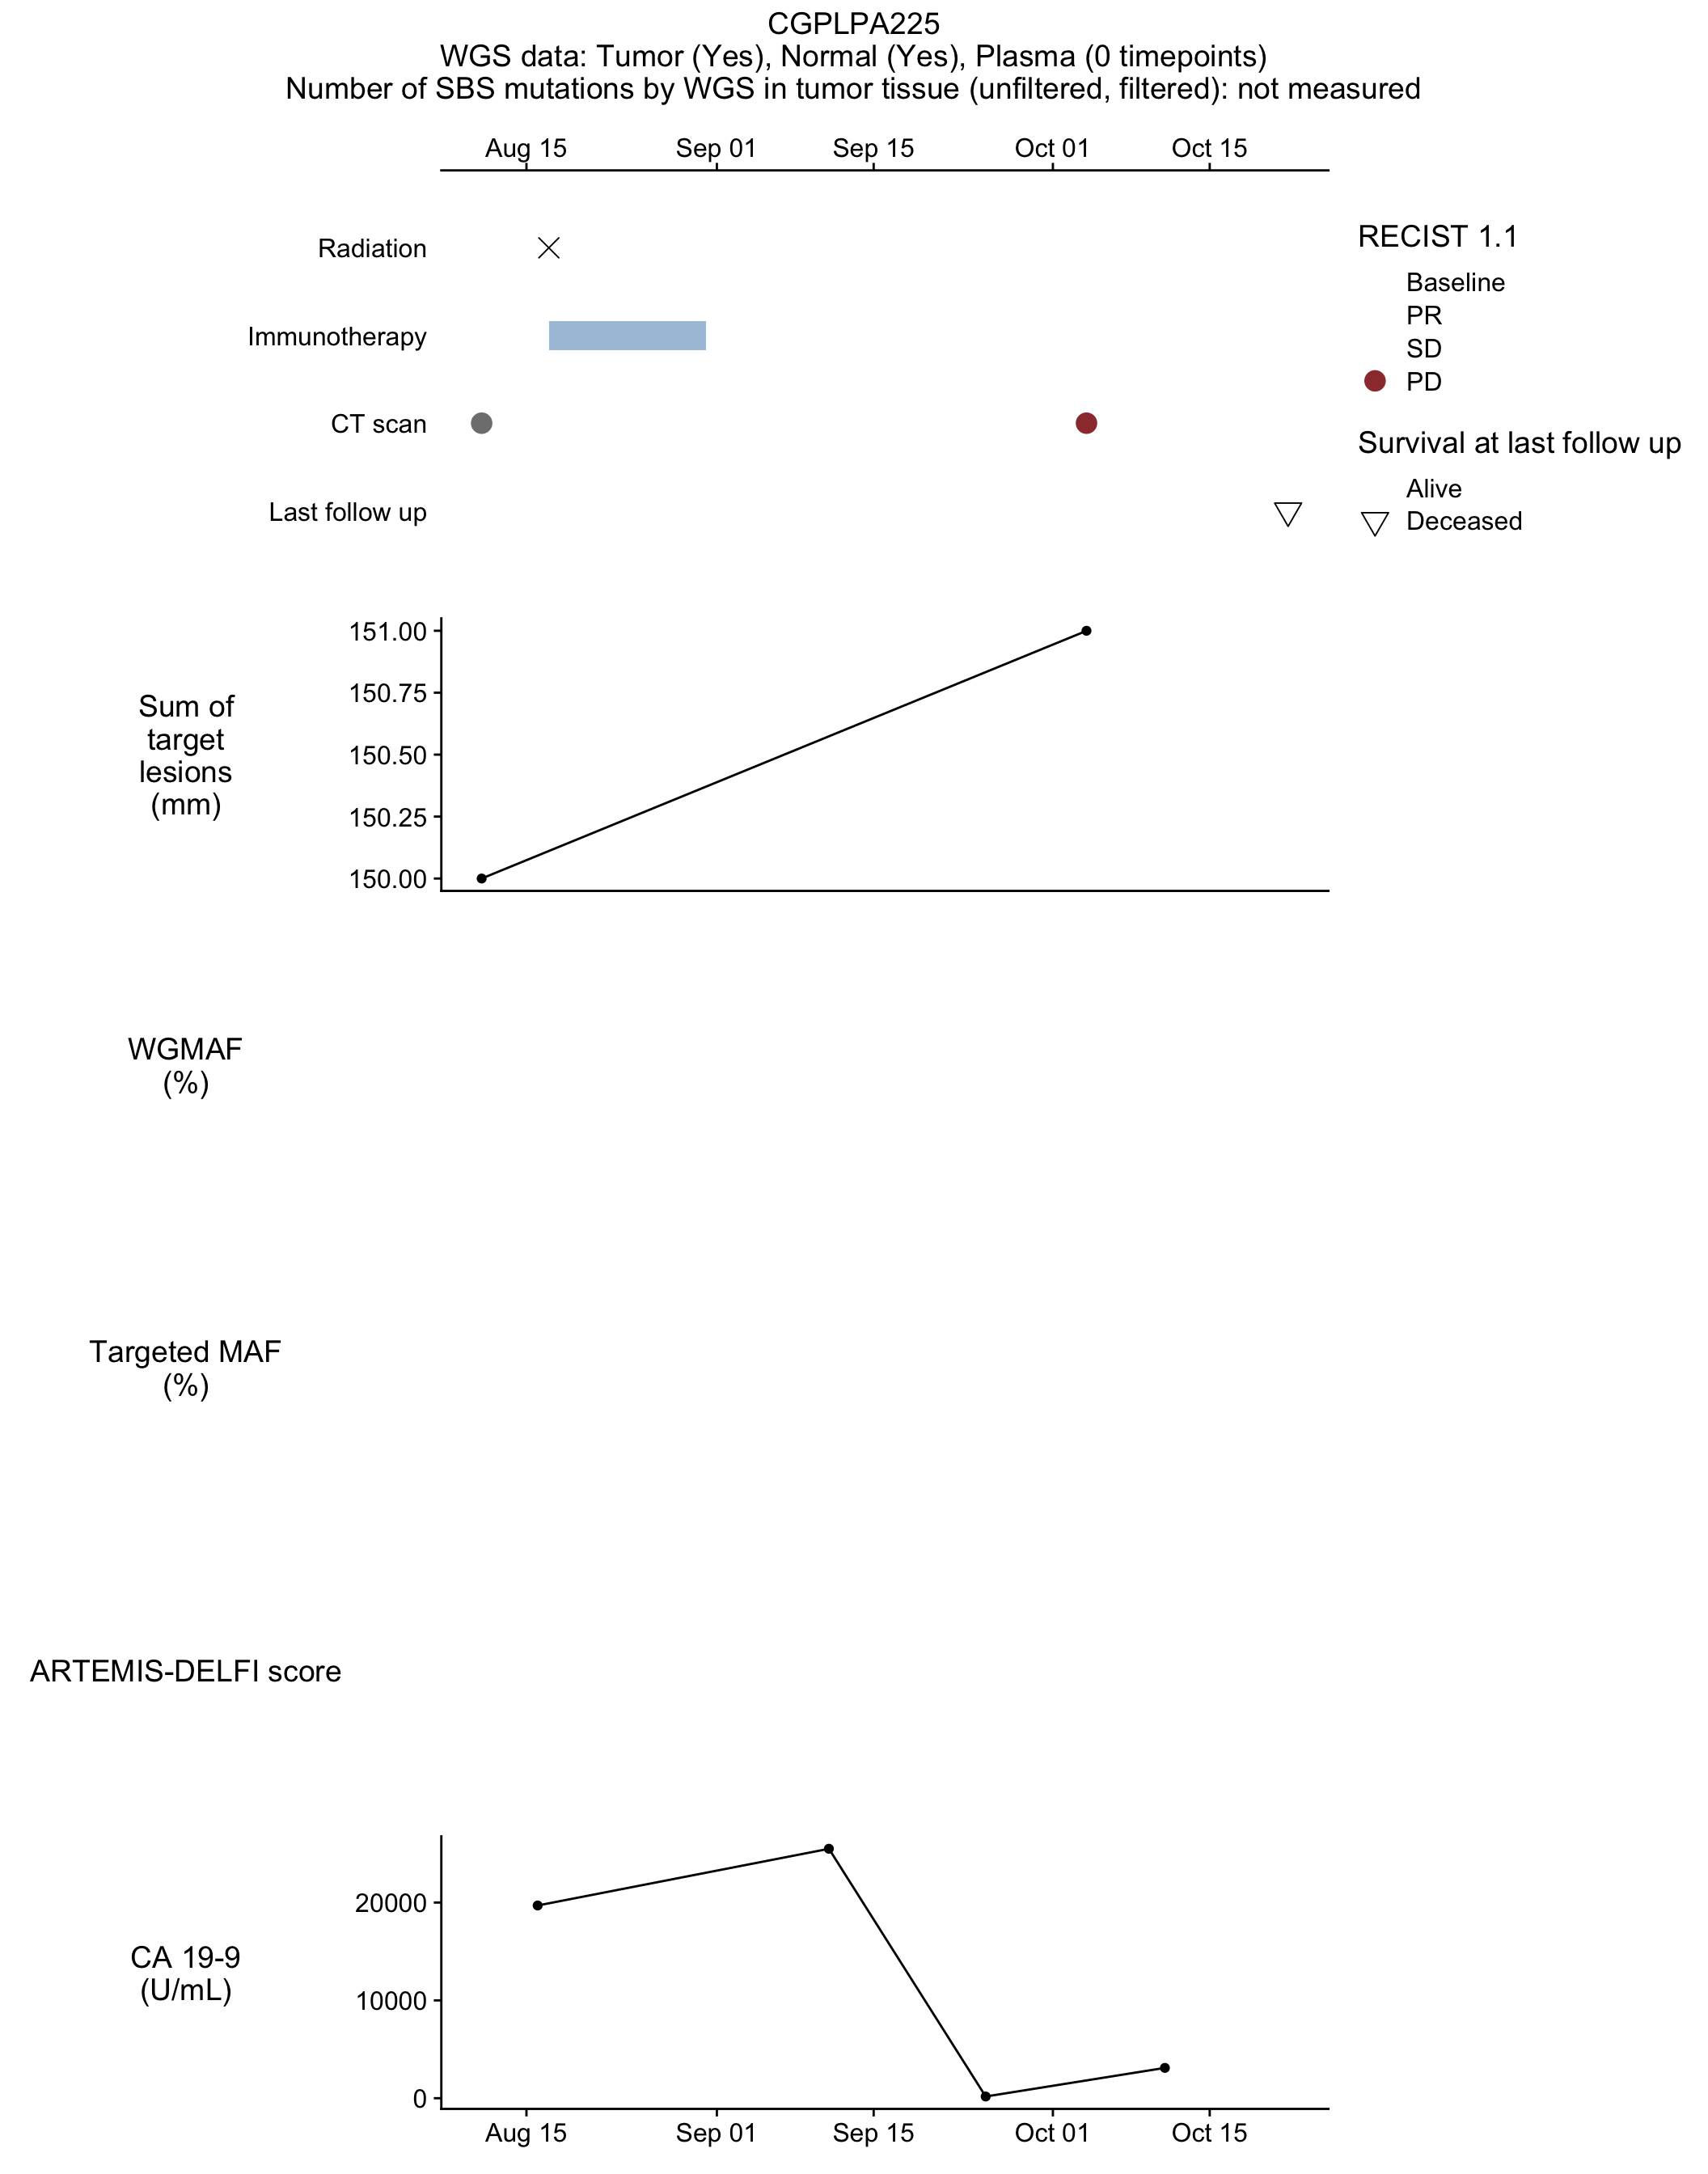 CGPLPA225
WGS data: Tumor (Yes), Normal (Yes), Plasma (0 timepoints)
Number of SBS mutations by WGS in tumor tissue (unfiltered, filtered): not measured
Aug 15 Sep 01 Sep 15 Oct 01 Oct 15
Radiation
Immunotherapy
CT scan
Last follow up
RECIST 1.1
Baseline
PR
SD
PD
Survival at last follow up
Alive
Deceased
Sum of
target
lesions
(mm)
151.00
150.75
150.50
150.25
150.00
WGMAF
(%)
Targeted MAF
(%)
ARTEMIS-DELFI score
CA 19-9
(U/mL)
20000
10000
0
Aug 15 Sep 01 Sep 15 Oct 01 Oct 15